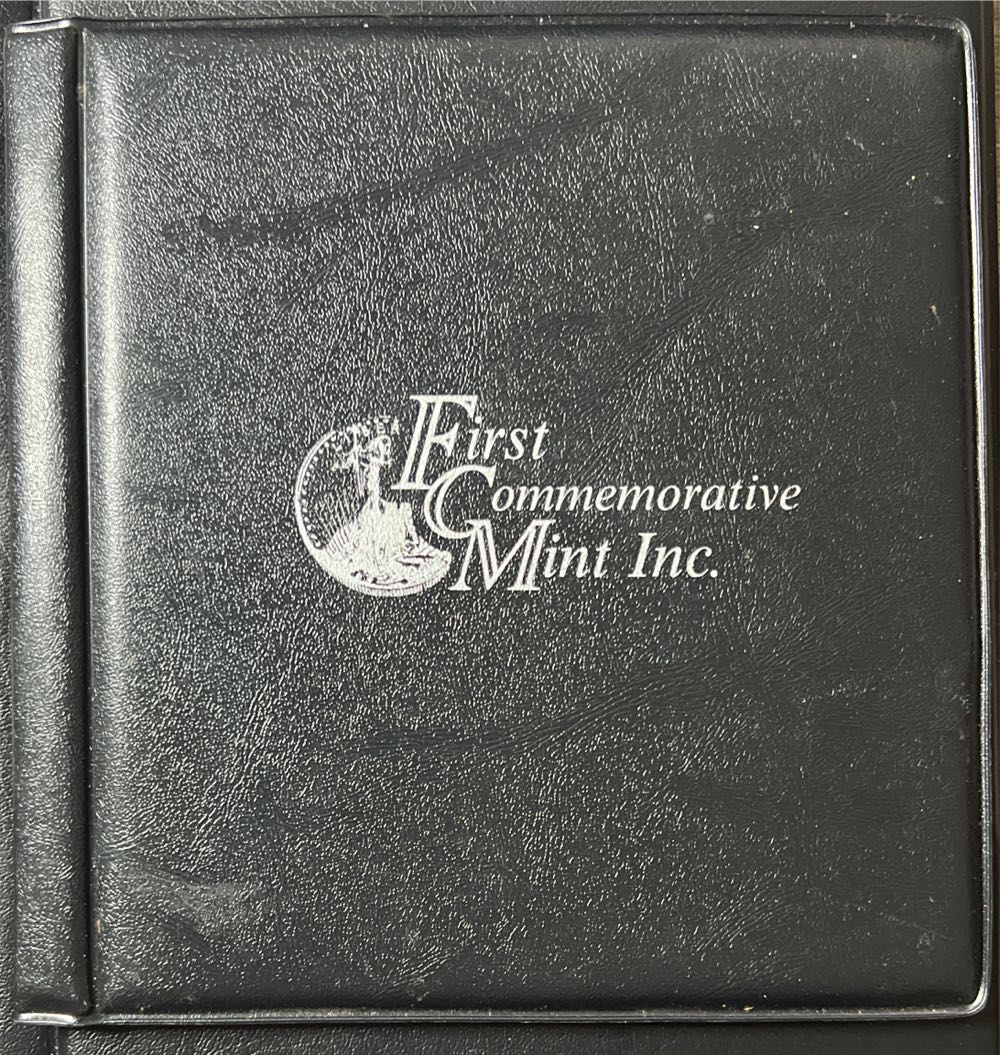 First
Commemorative
Mint Inc.